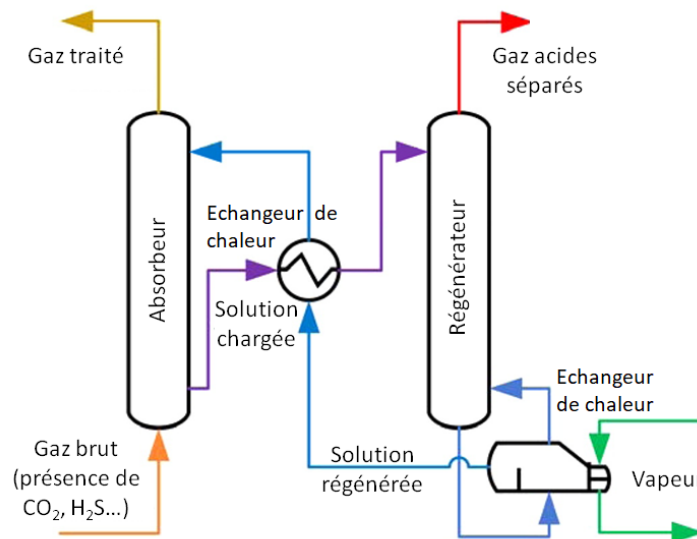 Gaz traité
Gaz acides
séparés
Absorbeur
Echangeur de
chaleur
Régénérateur
Solution
chargée
Echangeur
de chaleur
Gaz brut
(présence de
CO₂, H₂S...)
Solution
régénérée
Vapeur